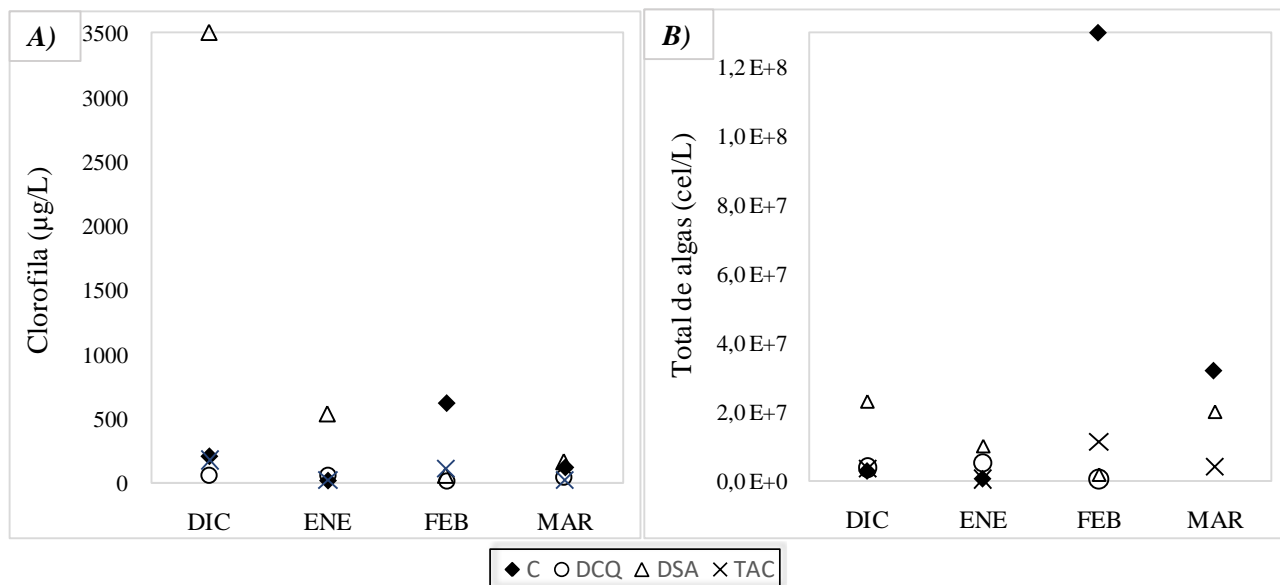 A)
Clorofila (µg/L)
3500
3000
2500
2000
1500
1000
500
0
DIC ENE FEB MAR
B)
Total de algas (cel/L)
1,2 E+8
1,0 E+8
8,0 E+7
6,0 E+7
4,0 E+7
2,0 E+7
0,0 E+0
DIC ENE FEB MAR
C DCQ DSA TAC